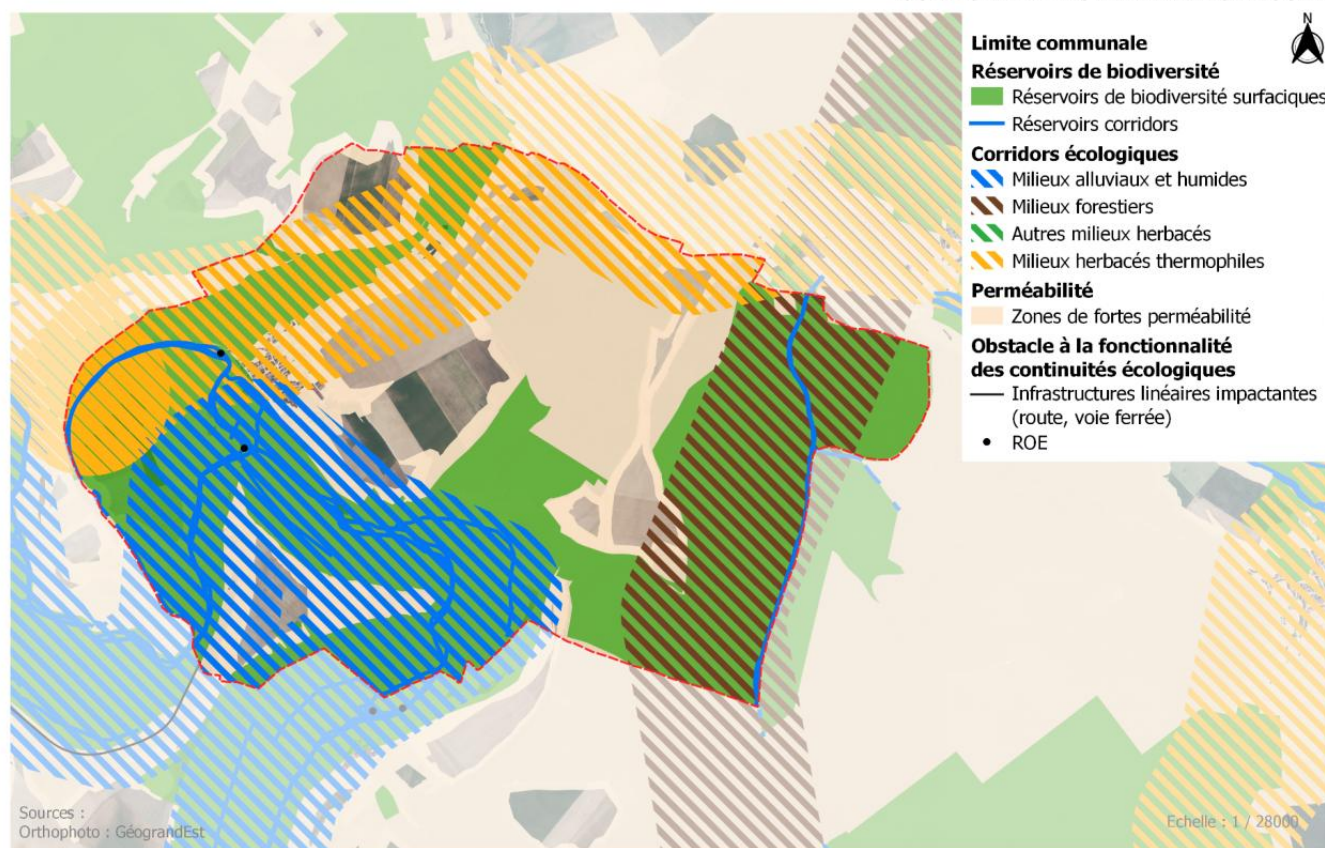 N
Limite communale
Réservoirs de biodiversité
Réservoirs de biodiversité surfaciques
Réservoirs corridors
Corridors écologiques
Milieux alluviaux et humides
Milieux forestiers
Autres milieux herbacés
Milieux herbacés thermophiles
Perméabilité
Zones de fortes perméabilité
Obstacle à la fonctionnalité
des continuités écologiques
Infrastructures linéaires impactantes
(route, voie ferrée)
ROE
Sources :
Orthophoto : GéograndEst
Echelle : 1 / 28000